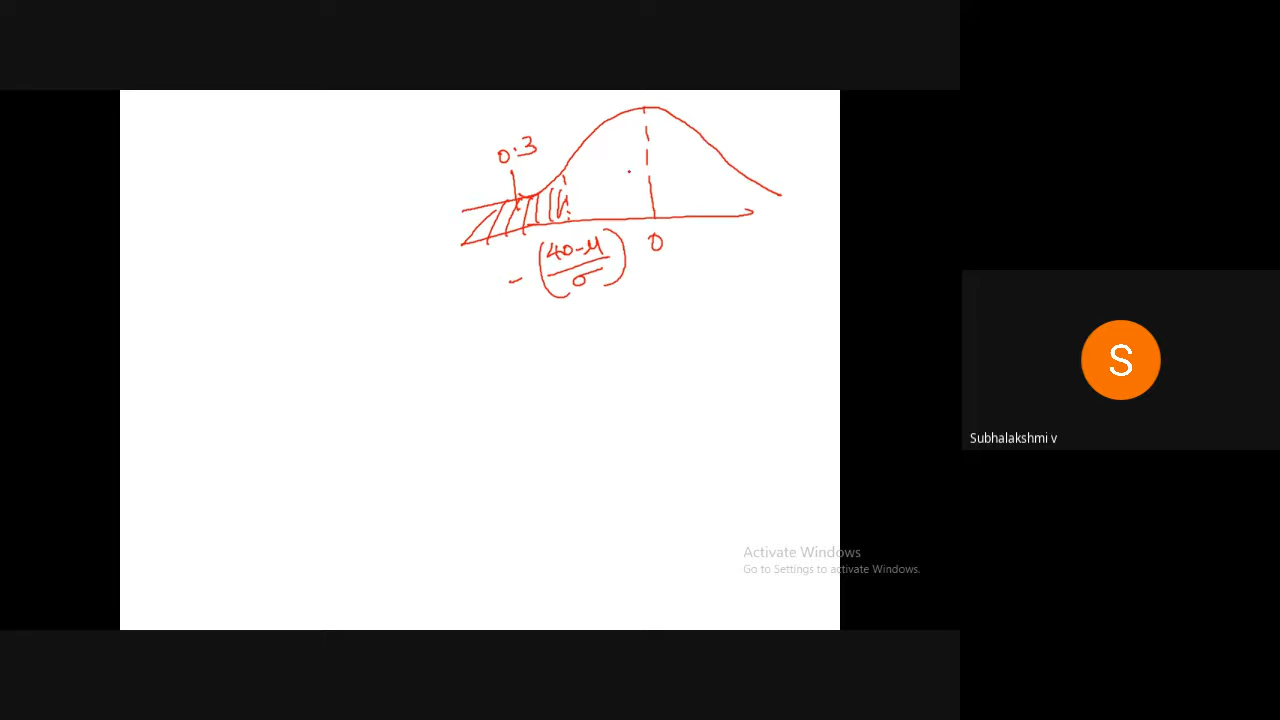 0.3
- (40-μ/σ)
0
S
Subhalakshmi v
Activate Windows
Go to Settings to activate Windows.